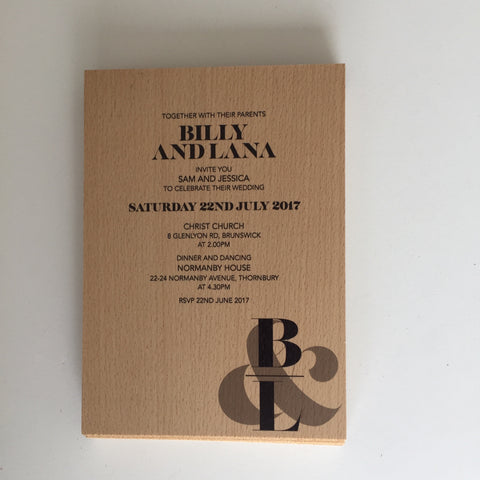 TOGETHER WITH THEIR PARENTS
BILLY
AND LANA
INVITE YOU
SAM AND JESSICA
TO CELEBRATE THEIR WEDDING
SATURDAY 22ND JULY 2017
CHRIST CHURCH
8 GLENLYON RD, BRUNSWICK
AT 2.00PM
DINNER AND DANCING
NORMANBY HOUSE
22-24 NORMANBY AVENUE, THORNBURY
AT 4.30PM
RSVP 22ND JUNE 2017
B
&
L